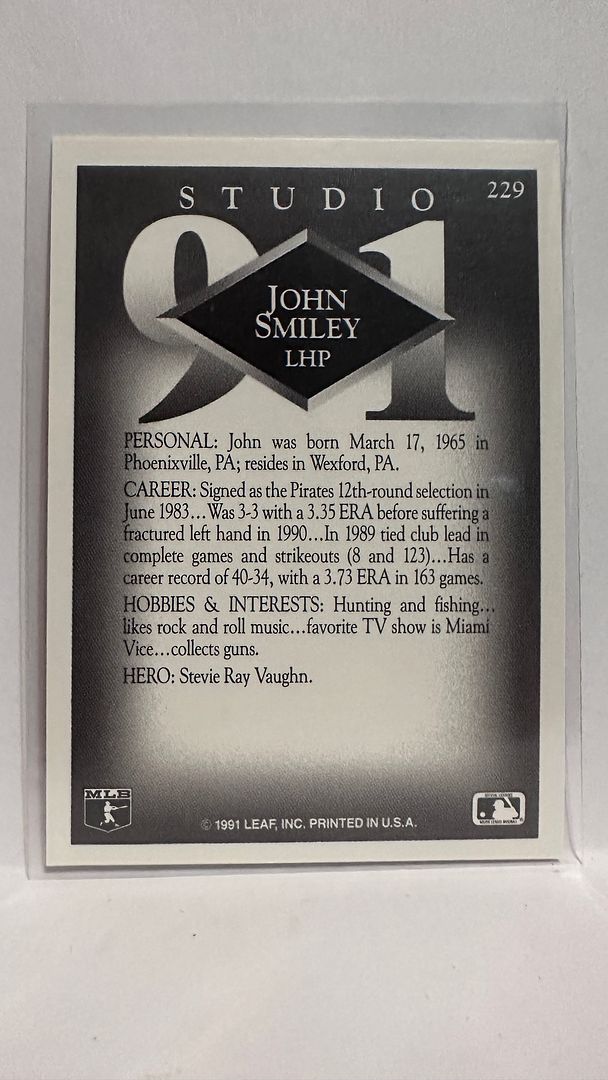 STUDIO 229
91
JOHN
SMILEY
LHP
PERSONAL: John was born March 17, 1965 in
Phoenixville, PA; resides in Wexford, PA.
CAREER: Signed as the Pirates 12th-round selection in
June 1983...Was 3-3 with a 3.35 ERA before suffering a
fractured left hand in 1990...In 1989 tied club lead in
complete games and strikeouts (8 and 123)...Has a
career record of 40-34, with a 3.73 ERA in 163 games.
HOBBIES & INTERESTS: Hunting and fishing...
likes rock and roll music...favorite TV show is Miami
Vice...collects guns.
HERO: Stevie Ray Vaughn.
MLB
© 1991 LEAF, INC. PRINTED IN U.S.A.